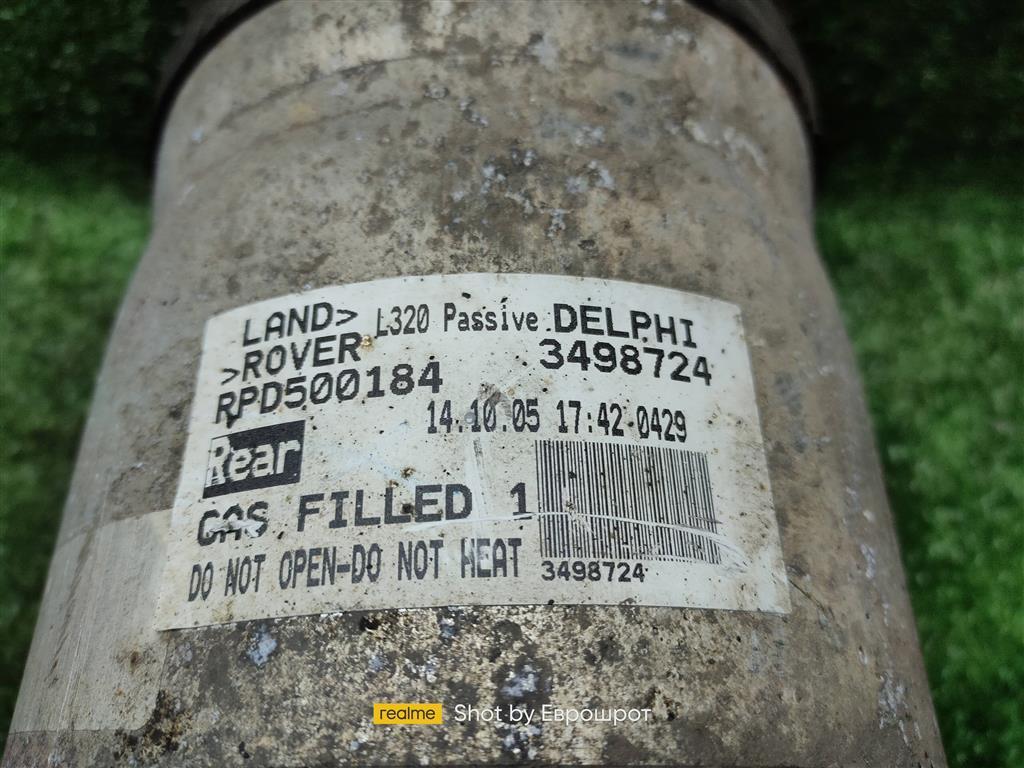 LAND> L320 Passive DELPHI
>ROVER 3498724
RPD500184
14.10.05 17:42 0429
Rear
GAS FILLED 1
DO NOT OPEN-DO NOT HEAT 3498724
realme Shot by Еврошрот